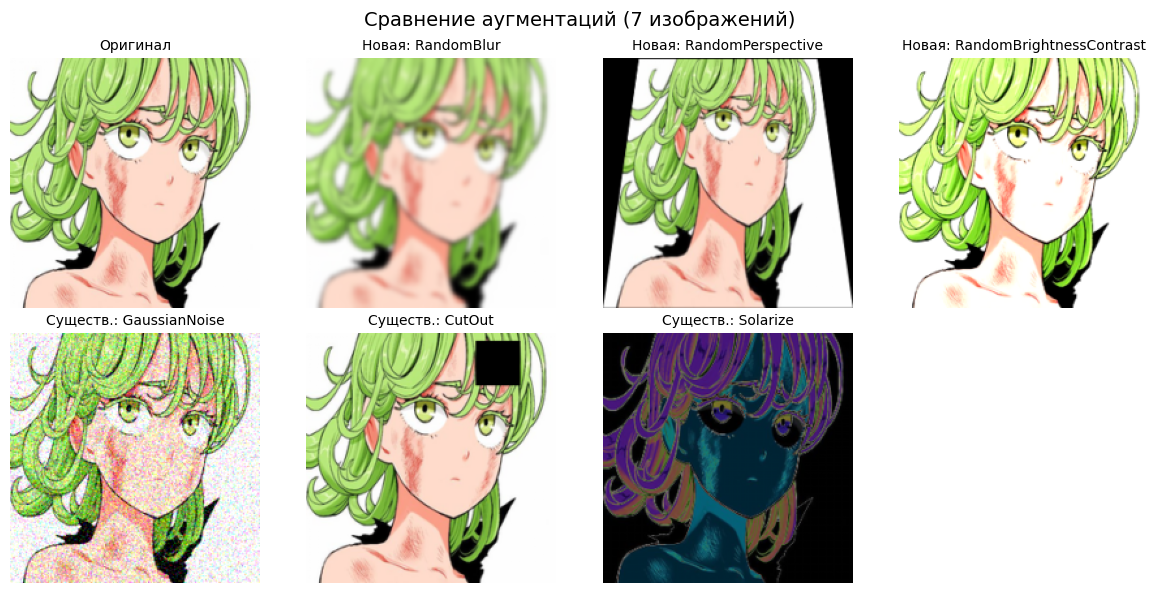 Сравнение аугментаций (7 изображений)
Оригинал
Новая: RandomBlur
Новая: RandomPerspective
Новая: RandomBrightnessContrast
Существ.: GaussianNoise
Существ.: CutOut
Существ.: Solarize